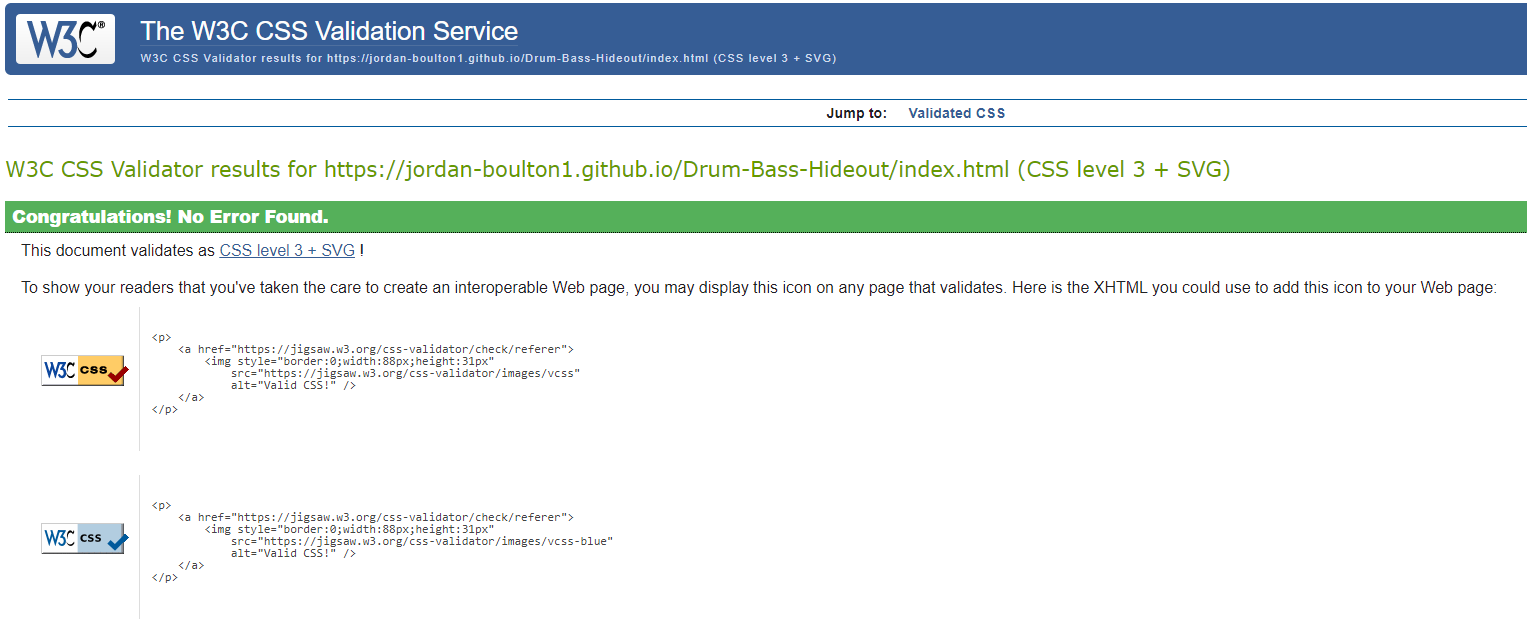 W3C®
The W3C CSS Validation Service
W3C CSS Validator results for https://jordan-boulton1.github.io/Drum-Bass-Hideout/index.html (CSS level 3 + SVG)
Jump to: Validated CSS
W3C CSS Validator results for https://jordan-boulton1.github.io/Drum-Bass-Hideout/index.html (CSS level 3 + SVG)
Congratulations! No Error Found.
This document validates as CSS level 3 + SVG !
To show your readers that you've taken the care to create an interoperable Web page, you may display this icon on any page that validates. Here is the XHTML you could use to add this icon to your Web page:
W3C css
<p>
    <a href="https://jigsaw.w3.org/css-validator/check/referer">
        <img style="border:0;width:88px;height:31px"
            src="https://jigsaw.w3.org/css-validator/images/vcss"
            alt="Valid CSS!" />
    </a>
</p>
W3C css
<p>
    <a href="https://jigsaw.w3.org/css-validator/check/referer">
        <img style="border:0;width:88px;height:31px"
            src="https://jigsaw.w3.org/css-validator/images/vcss-blue"
            alt="Valid CSS!" />
    </a>
</p>